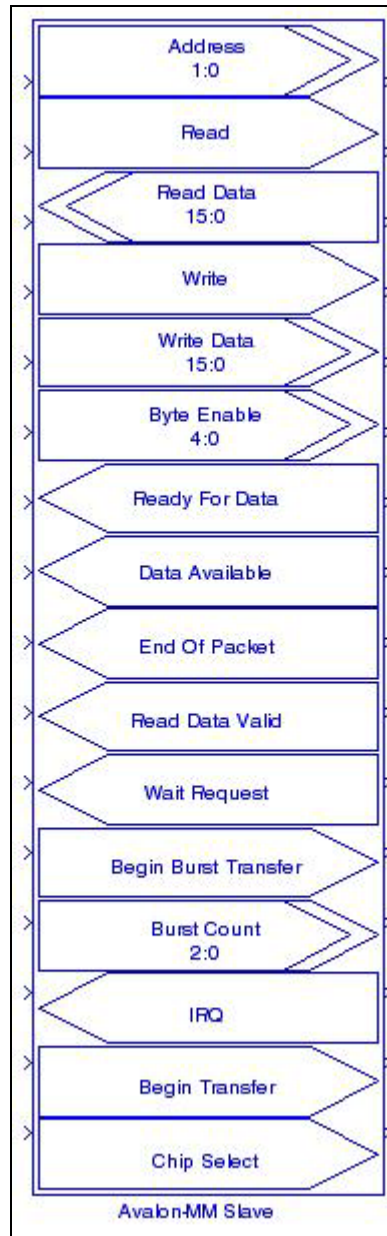 Address
1:0
Read
Read Data
15:0
Write
Write Data
15:0
Byte Enable
4:0
Ready For Data
Data Available
End Of Packet
Read Data Valid
Wait Request
Begin Burst Transfer
Burst Count
2:0
IRQ
Begin Transfer
Chip Select
Avalon-MM Slave